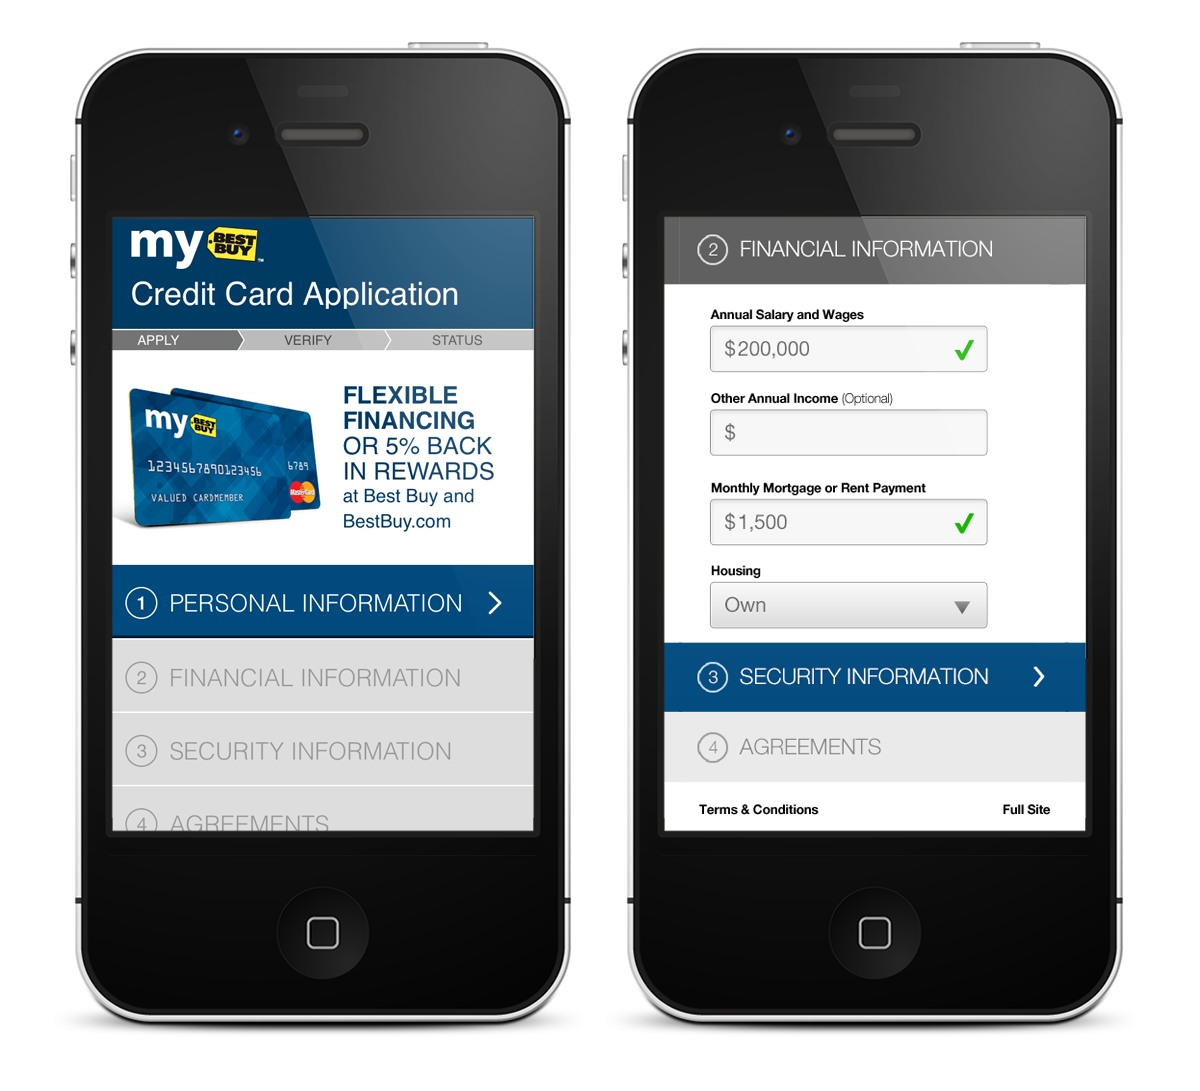 my BEST BUY™
Credit Card Application
APPLY VERIFY STATUS
my BEST BUY
1234567890123456 6789
VALUED CARDMEMBER
MasterCard
FLEXIBLE
FINANCING
OR 5% BACK
IN REWARDS
at Best Buy and
BestBuy.com
1 PERSONAL INFORMATION
2 FINANCIAL INFORMATION
3 SECURITY INFORMATION
4 AGREEMENTS
2 FINANCIAL INFORMATION
Annual Salary and Wages
$200,000
Other Annual Income (Optional)
$
Monthly Mortgage or Rent Payment
$1,500
Housing
Own
3 SECURITY INFORMATION
4 AGREEMENTS
Terms & Conditions Full Site